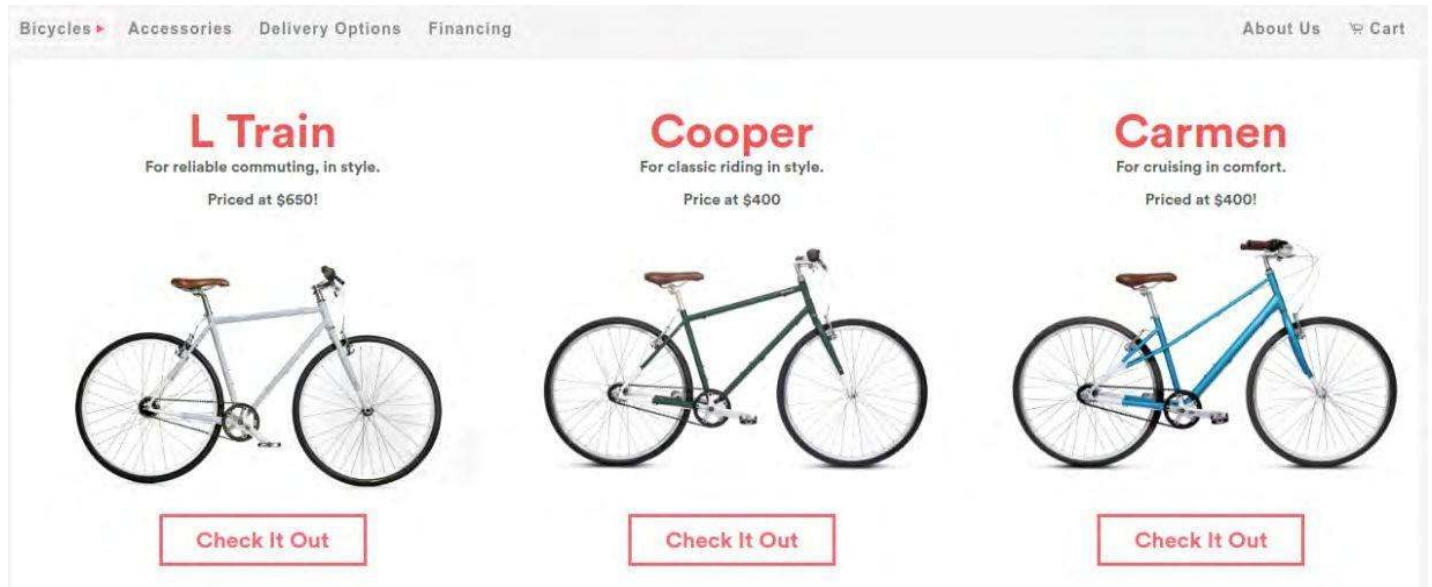 Bicycles Accessories Delivery Options Financing About Us Cart
L Train
For reliable commuting, in style.
Priced at $650!
Check It Out
Cooper
For classic riding in style.
Price at $400
Check It Out
Carmen
For cruising in comfort.
Priced at $400!
Check It Out